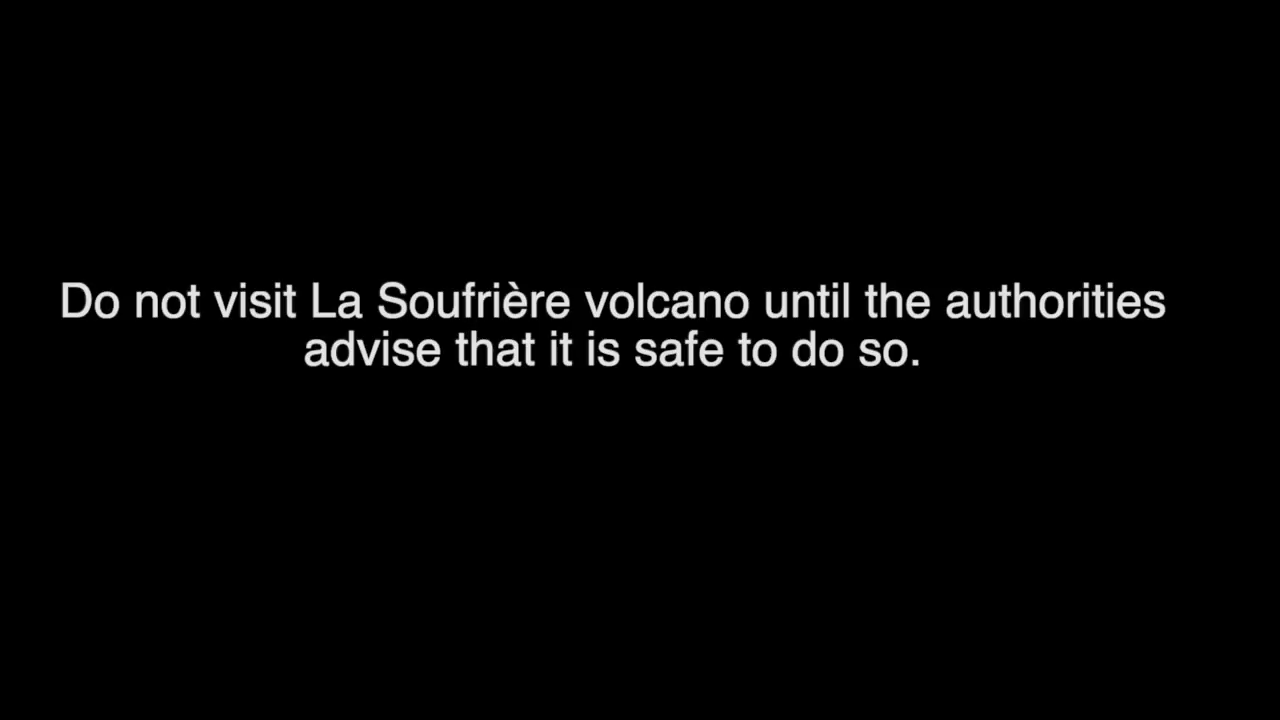 Do not visit La Soufrière volcano until the authorities
advise that it is safe to do so.